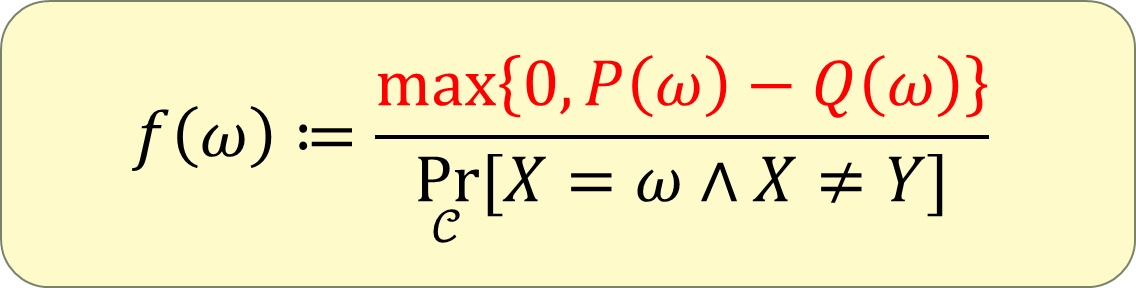 f(ω) ≔ max{0, P(ω) − Q(ω)} / Pr_𝒞[X = ω ∧ X ≠ Y]